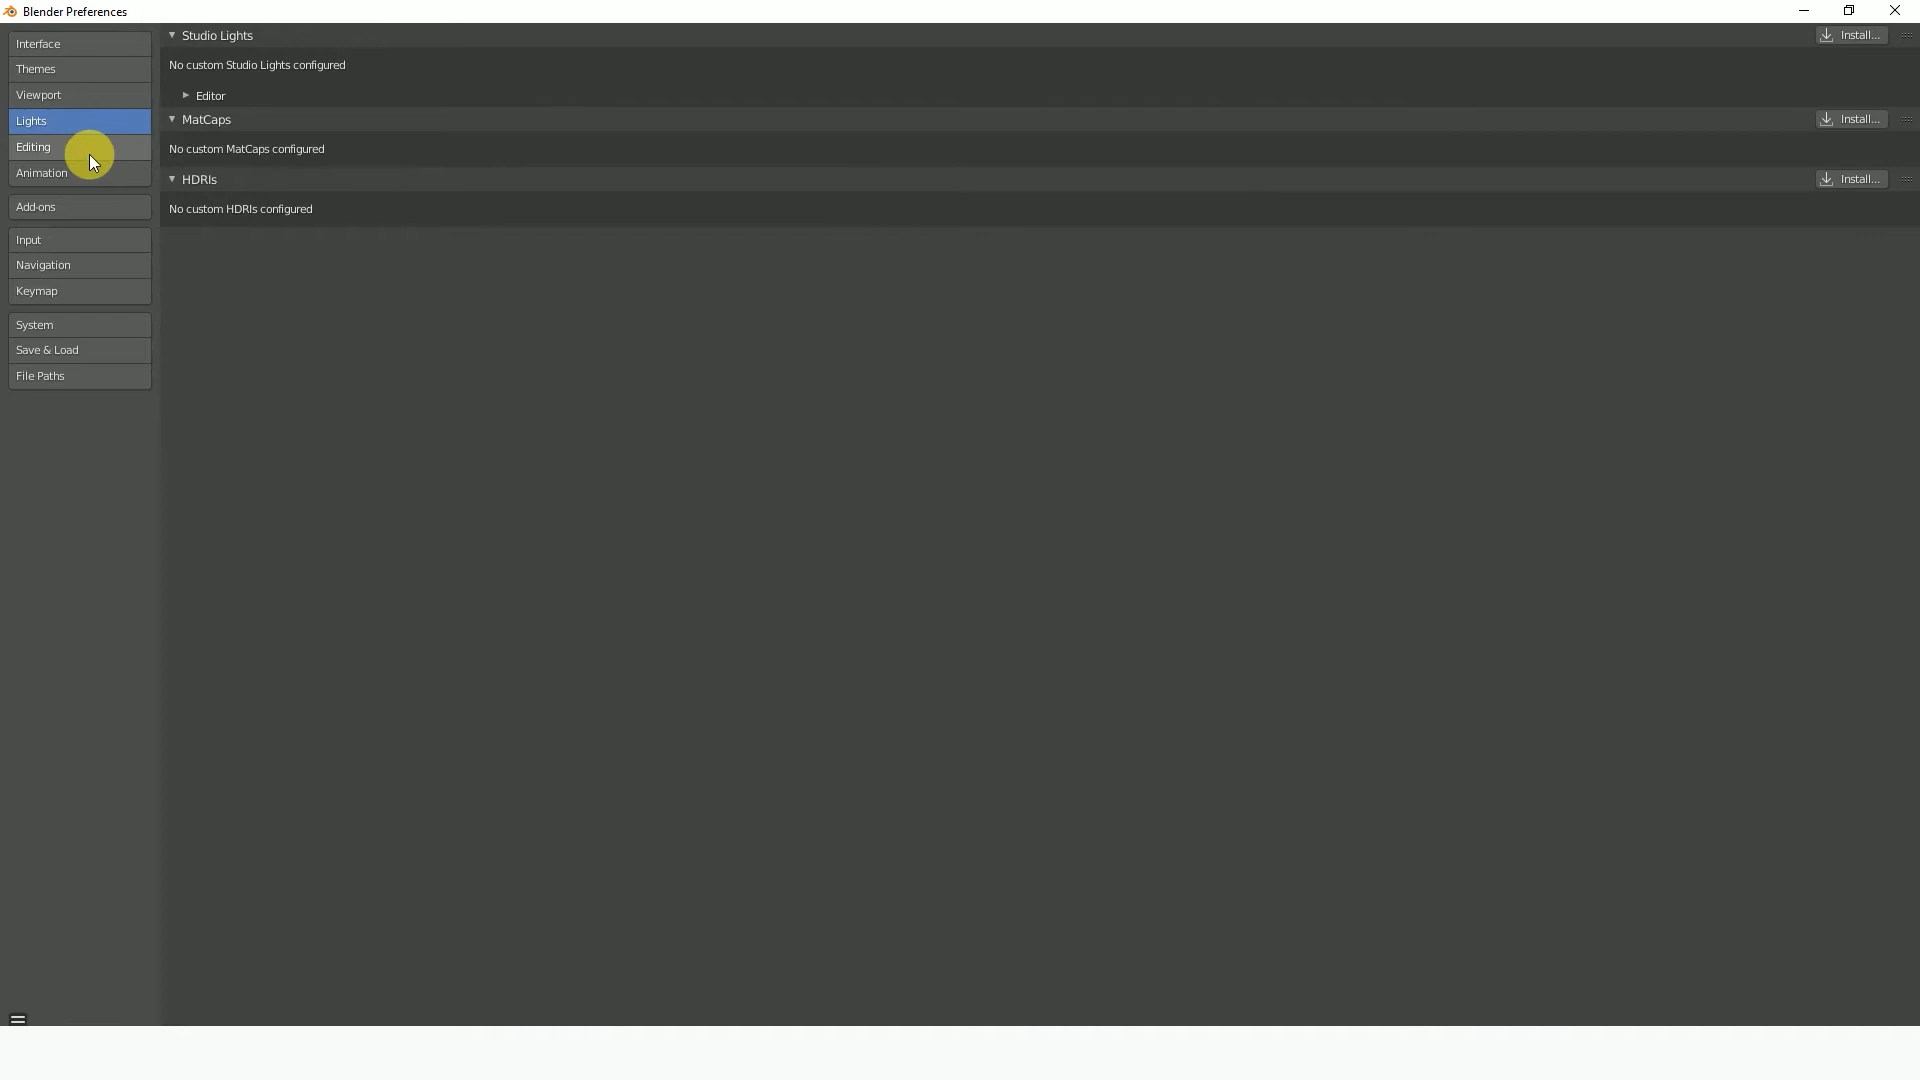 Blender Preferences
Interface
Themes
Viewport
Lights
Editing
Animation
Add-ons
Input
Navigation
Keymap
System
Save & Load
File Paths
Studio Lights
Install...
No custom Studio Lights configured
Editor
MatCaps
Install...
No custom MatCaps configured
HDRIs
Install...
No custom HDRIs configured